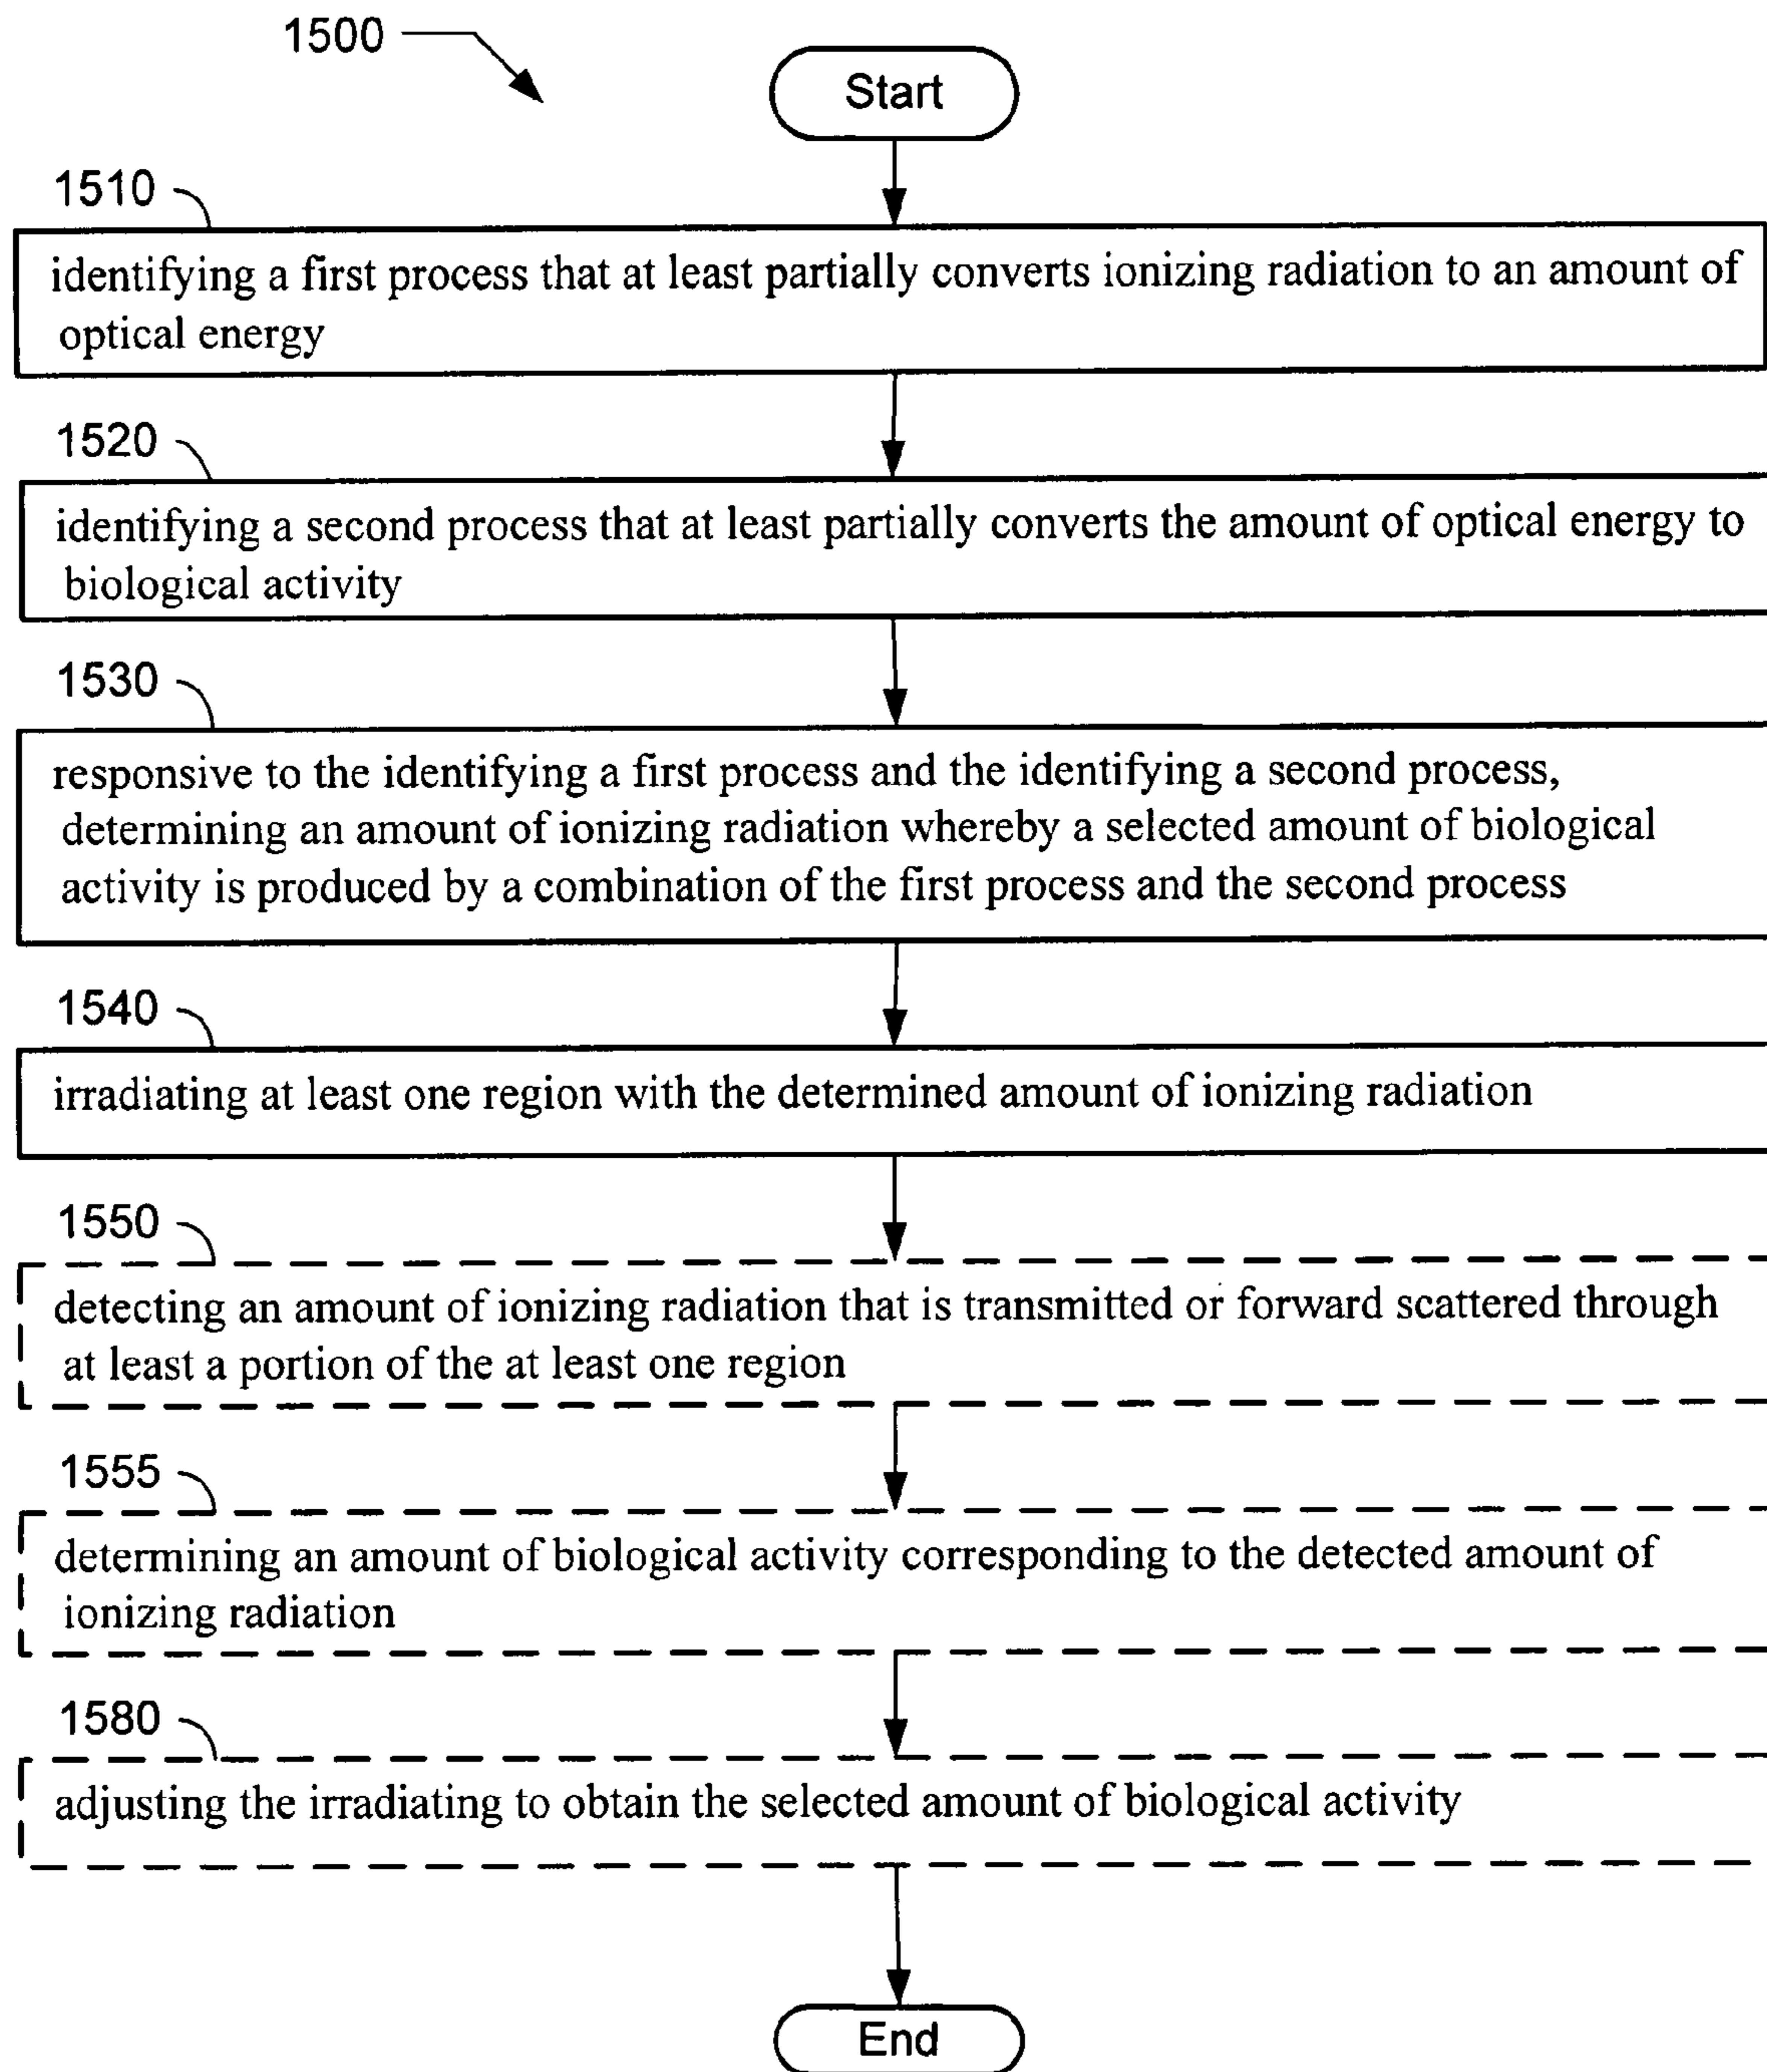 1500
Start
1510
identifying a first process that at least partially converts ionizing radiation to an amount of
optical energy
1520
identifying a second process that at least partially converts the amount of optical energy to
biological activity
1530
responsive to the identifying a first process and the identifying a second process,
determining an amount of ionizing radiation whereby a selected amount of biological
activity is produced by a combination of the first process and the second process
1540
irradiating at least one region with the determined amount of ionizing radiation
1550
detecting an amount of ionizing radiation that is transmitted or forward scattered through
at least a portion of the at least one region
1555
determining an amount of biological activity corresponding to the detected amount of
ionizing radiation
1580
adjusting the irradiating to obtain the selected amount of biological activity
End